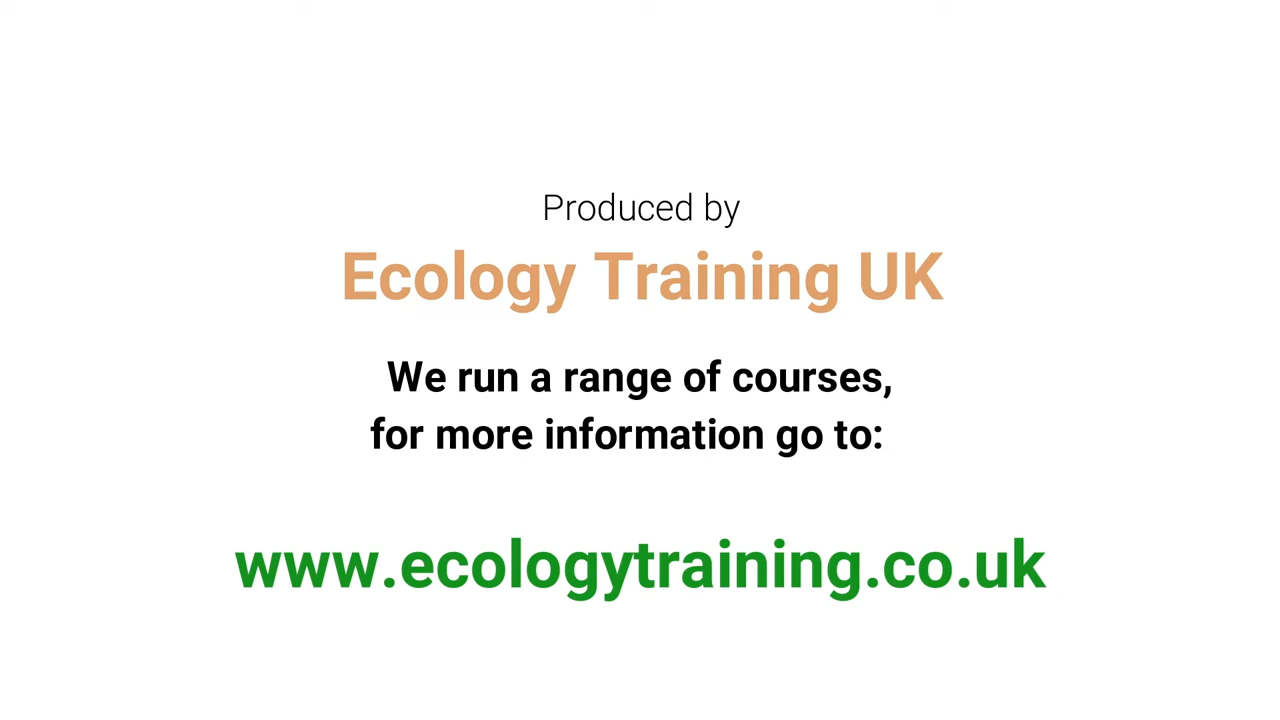 Produced by
Ecology Training UK
We run a range of courses,
for more information go to:
www.ecologytraining.co.uk